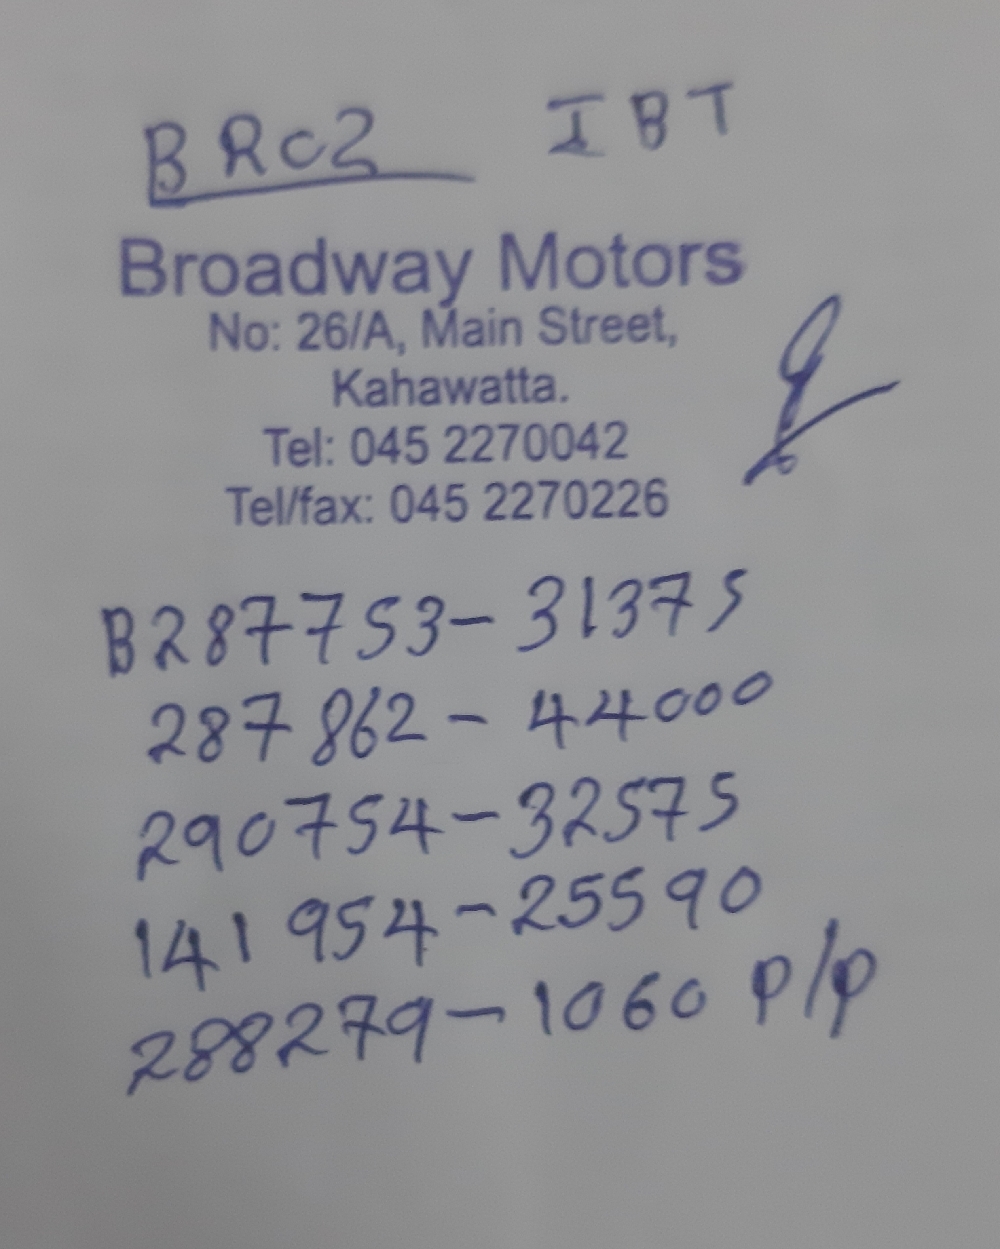 BRC2 IBT
Broadway Motors
No: 26/A, Main Street,
Kahawatta.
Tel: 045 2270042
Tel/fax: 045 2270226
B287753-31375
287862-44000
290754-32575
141954-25590
288279-1060 P/P